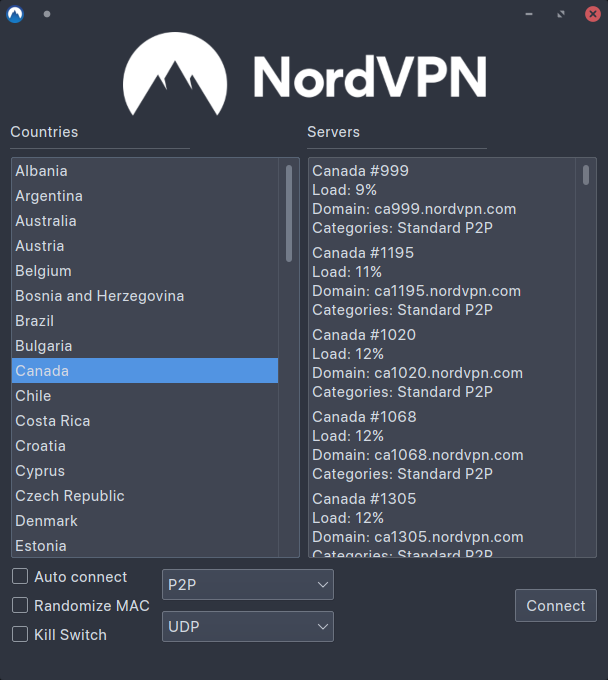 NordVPN
Countries
Albania
Argentina
Australia
Austria
Belgium
Bosnia and Herzegovina
Brazil
Bulgaria
Canada
Chile
Costa Rica
Croatia
Cyprus
Czech Republic
Denmark
Estonia
Servers
Canada #999
Load: 9%
Domain: ca999.nordvpn.com
Categories: Standard P2P
Canada #1195
Load: 11%
Domain: ca1195.nordvpn.com
Categories: Standard P2P
Canada #1020
Load: 12%
Domain: ca1020.nordvpn.com
Categories: Standard P2P
Canada #1068
Load: 12%
Domain: ca1068.nordvpn.com
Categories: Standard P2P
Canada #1305
Load: 12%
Domain: ca1305.nordvpn.com
Categories: Standard P2P
Auto connect
Randomize MAC
Kill Switch
P2P
UDP
Connect